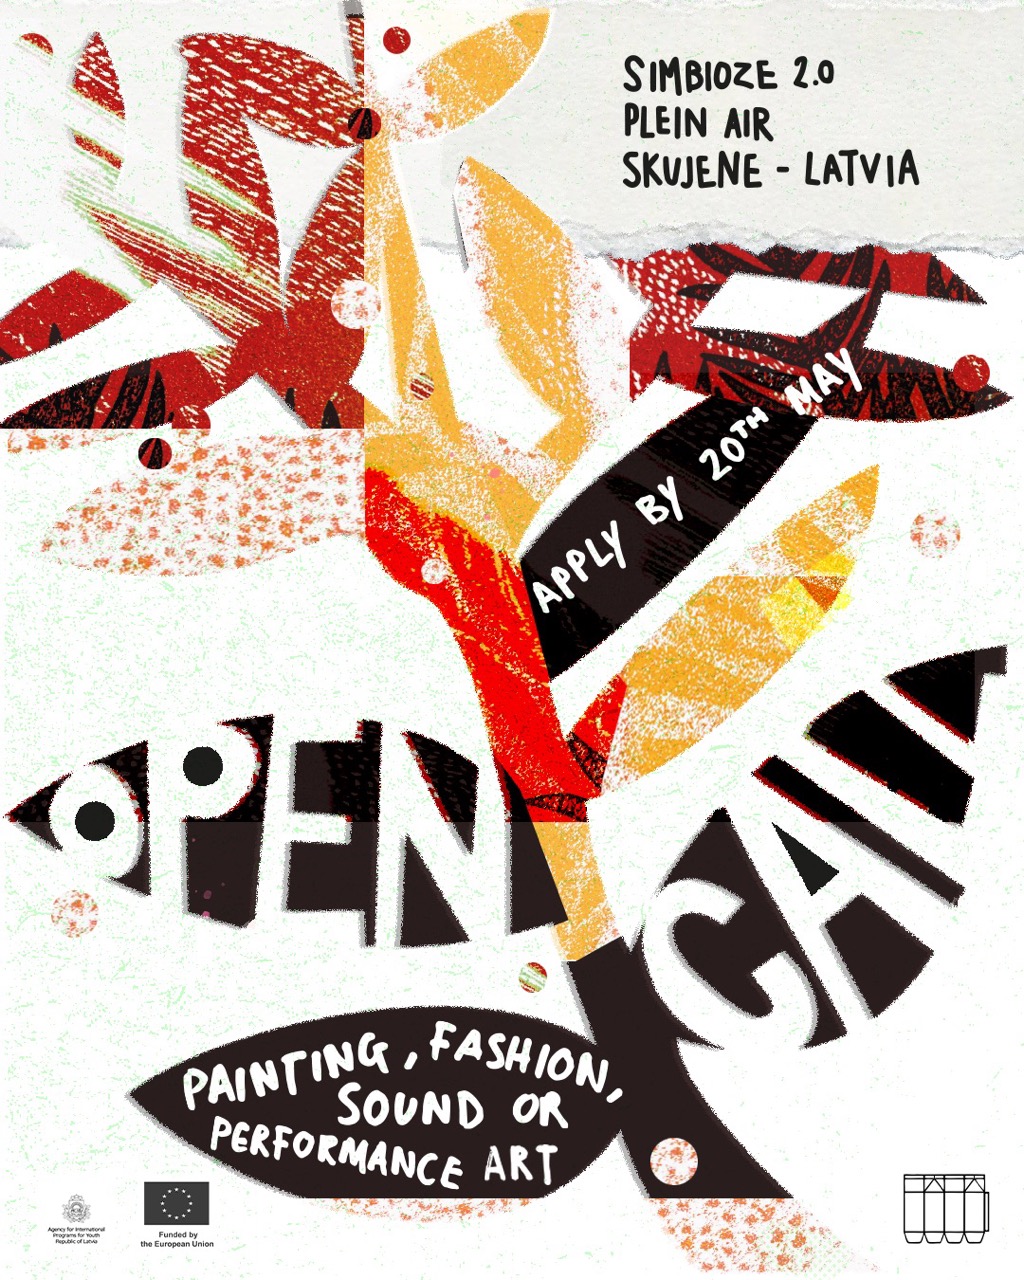 SIMBIOZE 2.0
PLEIN AIR
SKUJENE - LATVIA
APPLY BY 20TH MAY
OPEN CALL
PAINTING, FASHION,
SOUND OR
PERFORMANCE ART
Agency for International
Programs for Youth
Republic of Latvia
Funded by
the European Union